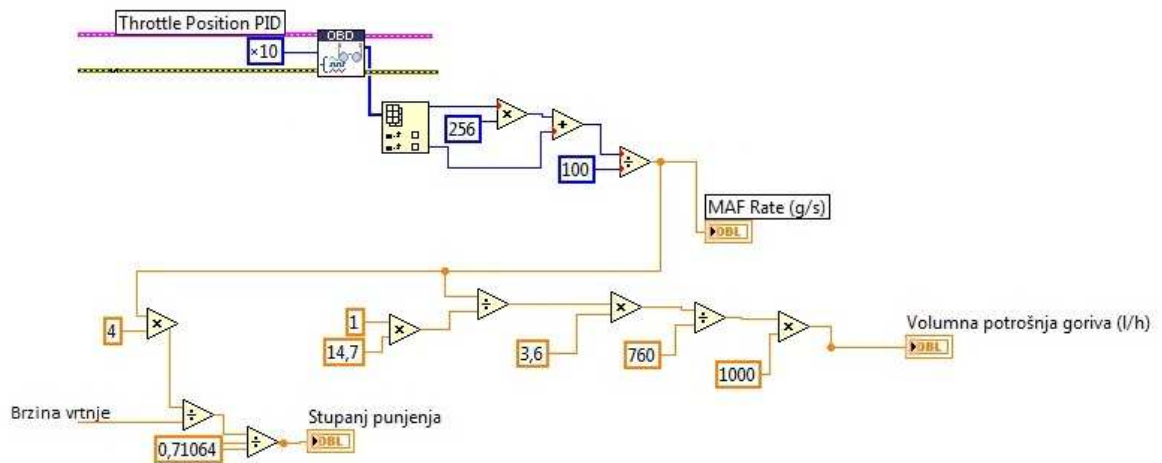 Throttle Position PID
OBD
×10
256
×
+
100
÷
MAF Rate (g/s)
DBL
4
×
1
14,7
×
÷
3,6
×
760
÷
1000
×
Volumna potrošnja goriva (l/h)
DBL
Brzina vrtnje
÷
0,71064
÷
Stupanj punjenja
DBL